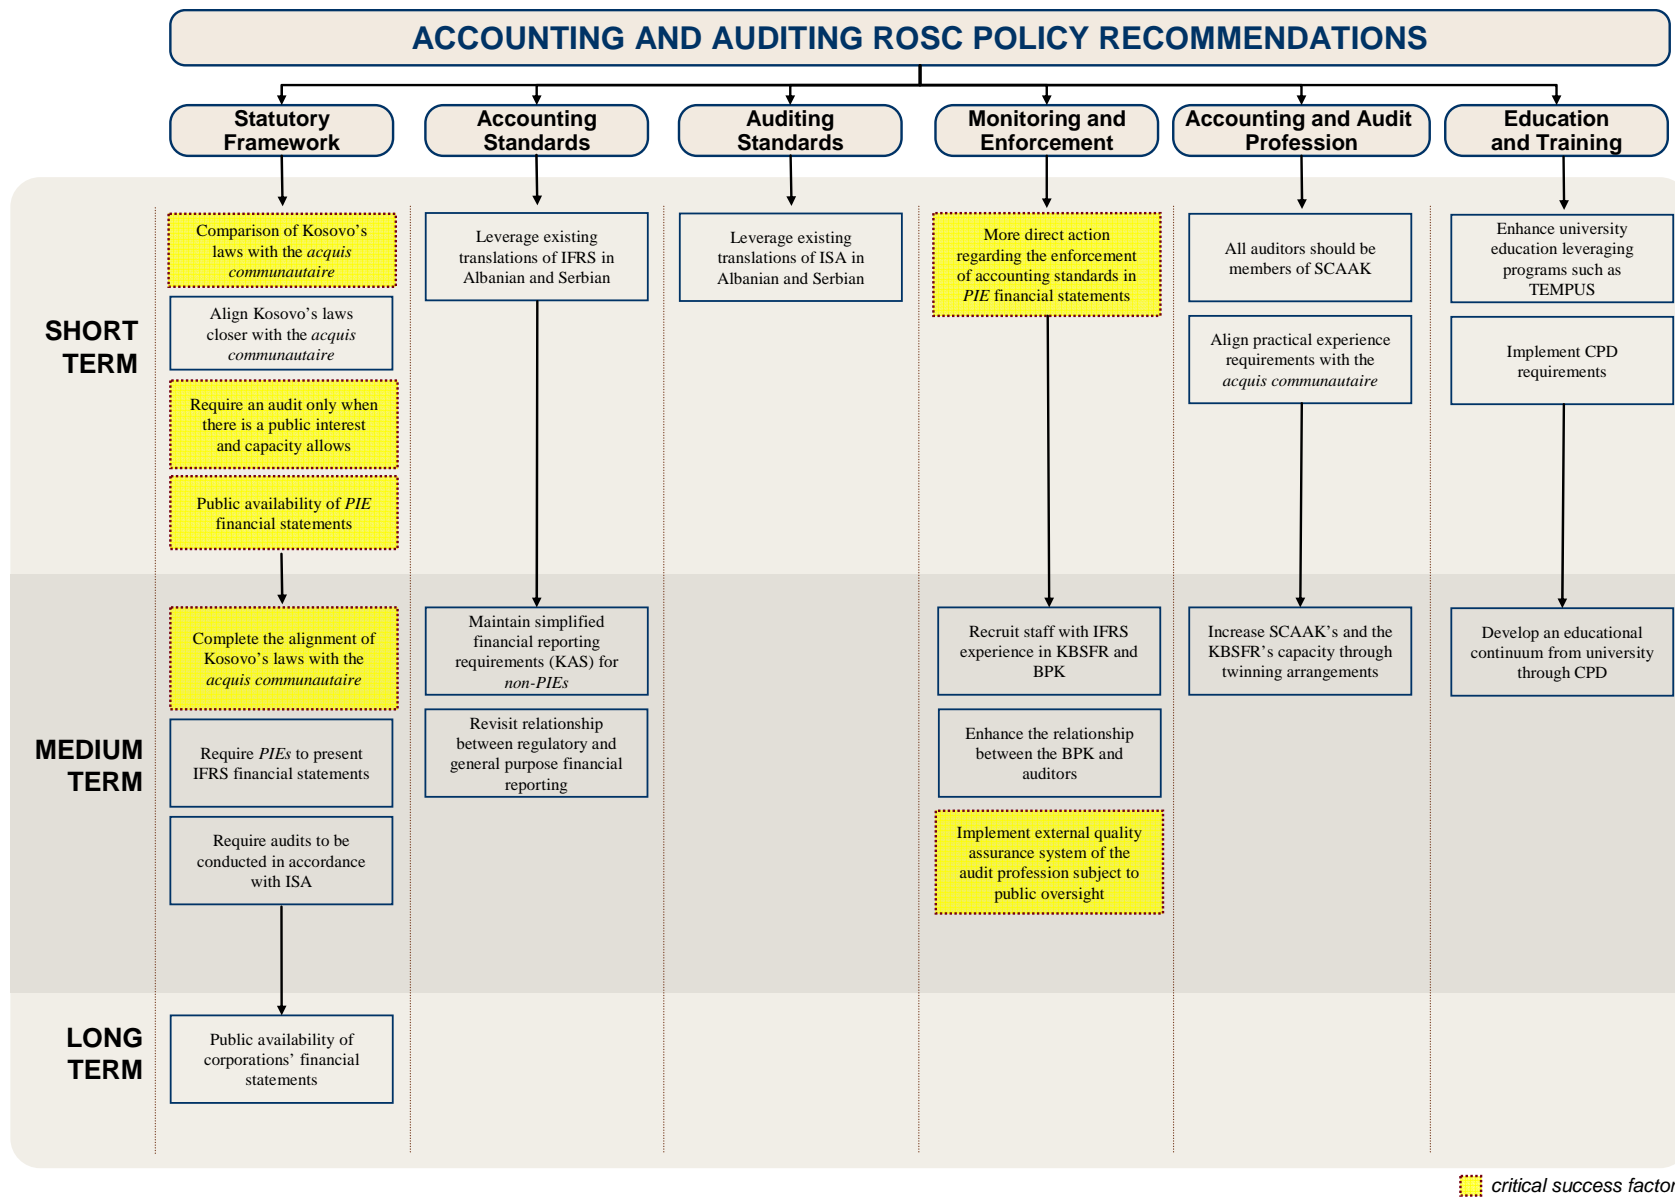 ACCOUNTING AND AUDITING ROSC POLICY RECOMMENDATIONS
Statutory
Framework
Accounting
Standards
Auditing
Standards
Monitoring and
Enforcement
Accounting and Audit
Profession
Education
and Training
SHORT
TERM
Comparison of Kosovo’s
laws with the acquis
communautaire
Align Kosovo’s laws
closer with the acquis
communautaire
Require an audit only when
there is a public interest
and capacity allows
Public availability of PIE
financial statements
Leverage existing
translations of IFRS in
Albanian and Serbian
Leverage existing
translations of ISA in
Albanian and Serbian
More direct action
regarding the enforcement
of accounting standards in
PIE financial statements
All auditors should be
members of SCAAK
Align practical experience
requirements with the
acquis communautaire
Enhance university
education leveraging
programs such as
TEMPUS
Implement CPD
requirements
MEDIUM
TERM
Complete the alignment of
Kosovo’s laws with the
acquis communautaire
Require PIEs to present
IFRS financial statements
Require audits to be
conducted in accordance
with ISA
Maintain simplified
financial reporting
requirements (KAS) for
non-PIEs
Revisit relationship
between regulatory and
general purpose financial
reporting
Recruit staff with IFRS
experience in KBSFR and
BPK
Enhance the relationship
between the BPK and
auditors
Implement external quality
assurance system of the
audit profession subject to
public oversight
Increase SCAAK’s and the
KBSFR’s capacity through
twinning arrangements
Develop an educational
continuum from university
through CPD
LONG
TERM
Public availability of
corporations’ financial
statements
critical success factor